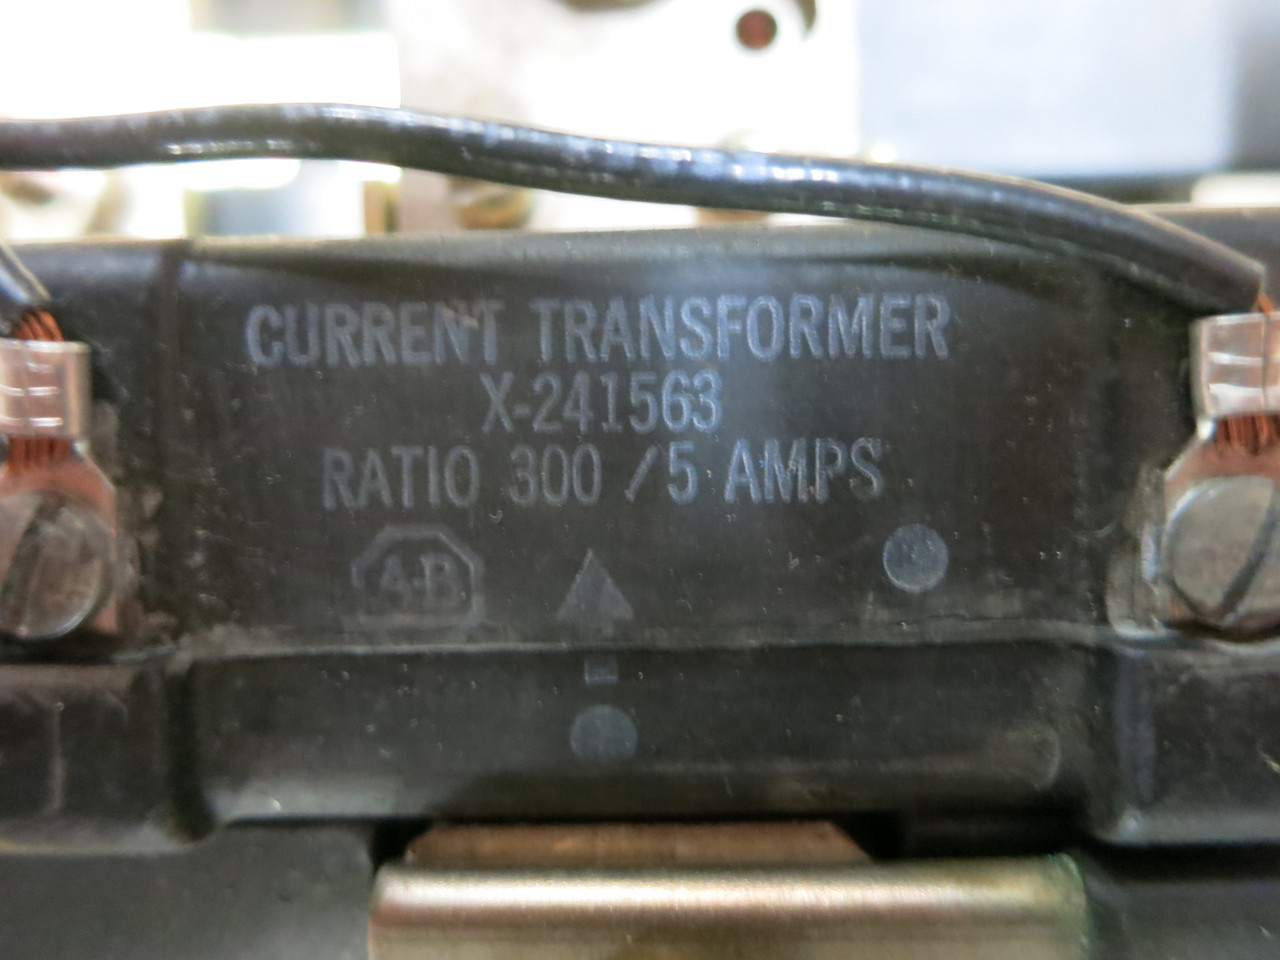 CURRENT TRANSFORMER
X-241563
RATIO 300 /5 AMPS
A-B